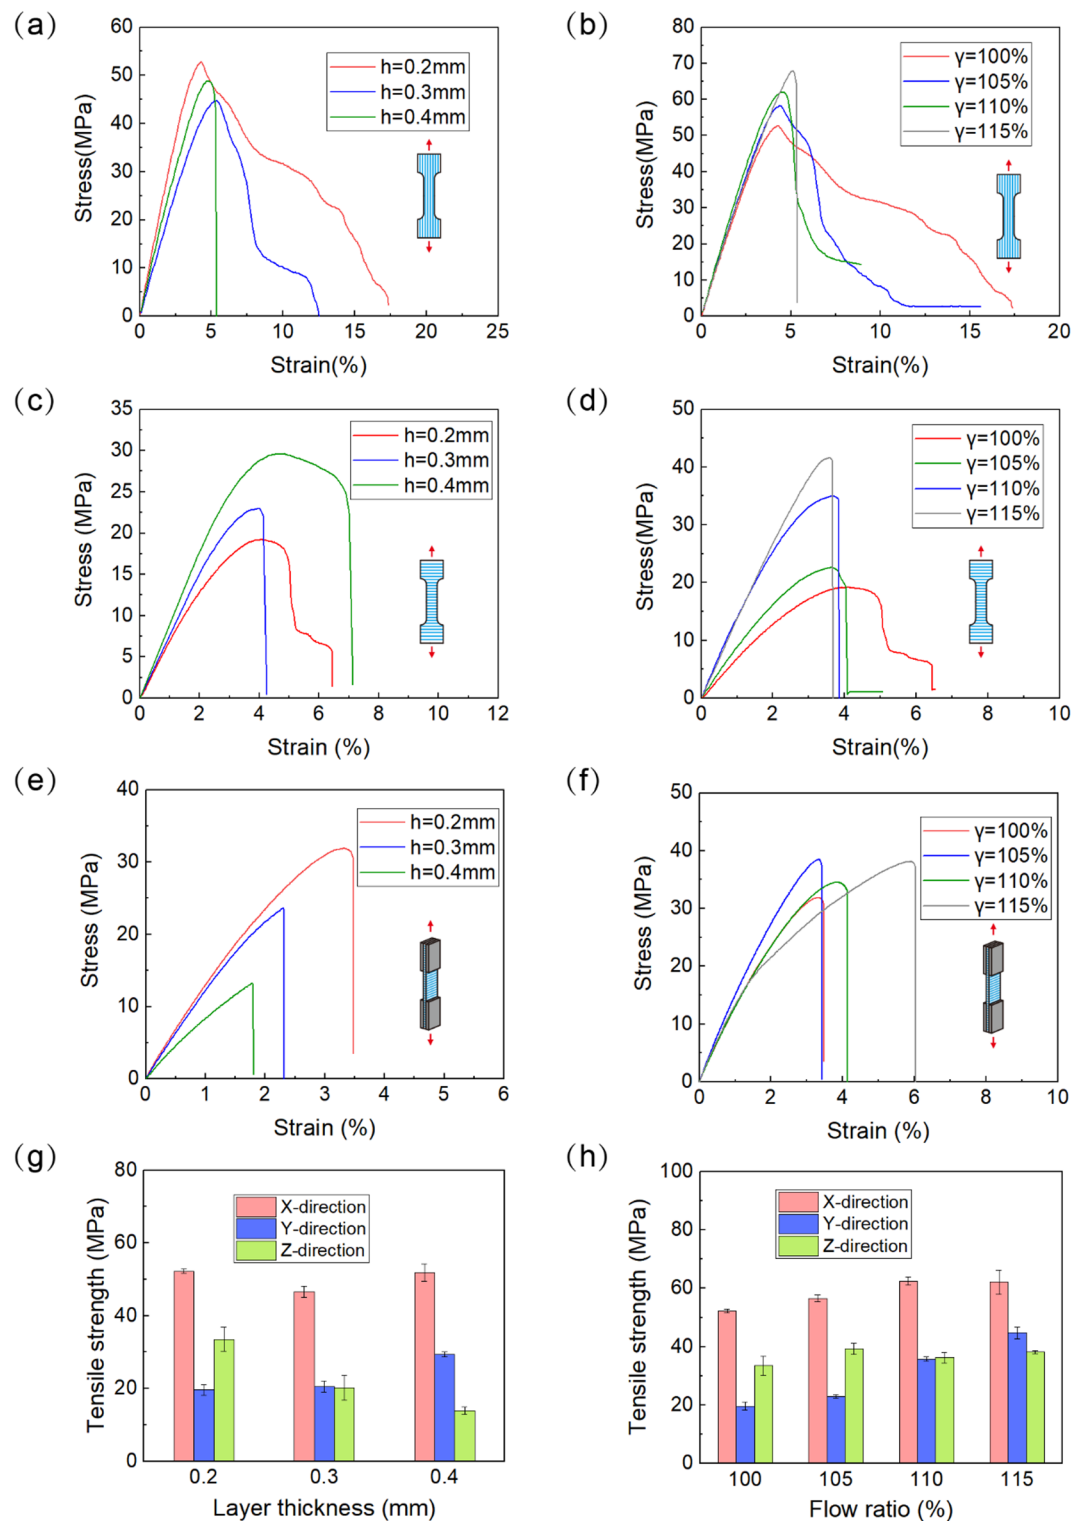 (a)
60
50
40
30
20
10
0
Stress(MPa)
h=0.2mm
h=0.3mm
h=0.4mm
0 5 10 15 20 25
Strain(%)
(b)
80
70
60
50
40
30
20
10
0
Stress(MPa)
γ=100%
γ=105%
γ=110%
γ=115%
0 5 10 15 20
Strain(%)
(c)
35
30
25
20
15
10
5
0
Stress (MPa)
h=0.2mm
h=0.3mm
h=0.4mm
0 2 4 6 8 10 12
Strain (%)
(d)
50
40
30
20
10
0
Stress(MPa)
γ=100%
γ=105%
γ=110%
γ=115%
0 2 4 6 8 10
Strain(%)
(e)
40
30
20
10
0
Stress (MPa)
h=0.2mm
h=0.3mm
h=0.4mm
0 1 2 3 4 5 6
Strain (%)
(f)
50
40
30
20
10
0
Stress (MPa)
γ=100%
γ=105%
γ=110%
γ=115%
0 2 4 6 8 10
Strain (%)
(g)
80
60
40
20
0
Tensile strength (MPa)
X-direction
Y-direction
Z-direction
0.2 0.3 0.4
Layer thickness (mm)
(h)
100
80
60
40
20
0
Tensile strength (MPa)
X-direction
Y-direction
Z-direction
100 105 110 115
Flow ratio (%)